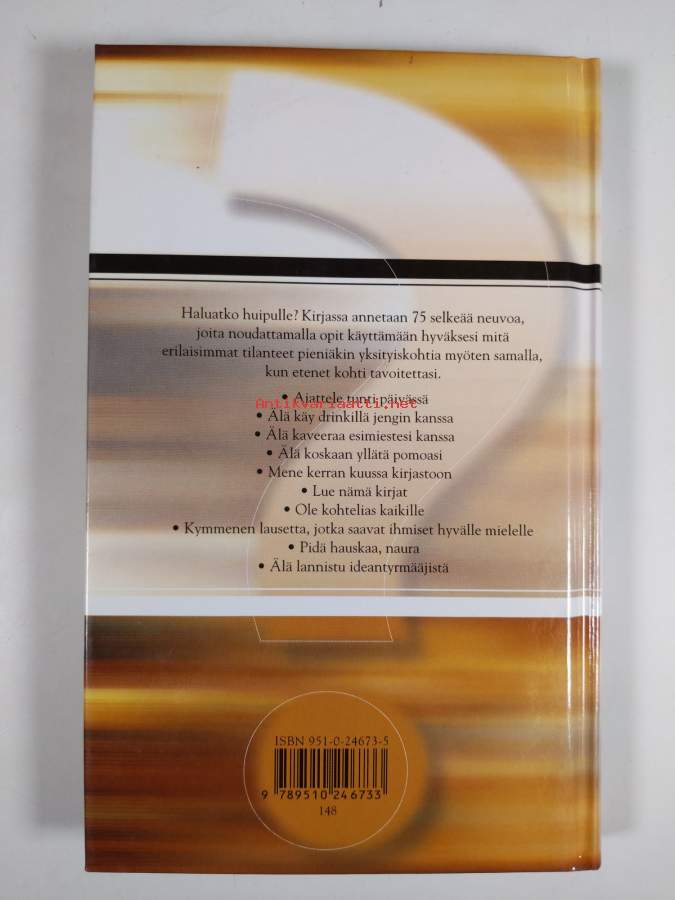 Haluatko huipulle? Kirjassa annetaan 75 selkeää neuvoa,
joita noudattamalla opit käyttämään hyväksesi mitä
erilaisimmat tilanteet pieniäkin yksityiskohtia myöten samalla,
kun etenet kohti tavoitettasi.
• Ajattele tunti päivässä
Antikvariaatti.net
• Älä käy drinkillä jengin kanssa
• Älä kaveeraa esimiestesi kanssa
• Älä koskaan yllätä pomoasi
• Mene kerran kuussa kirjastoon
• Lue nämä kirjat
• Ole kohtelias kaikille
• Kymmenen lausetta, jotka saavat ihmiset hyvälle mielelle
• Pidä hauskaa, naura
• Älä lannistu ideantyrmääjistä
ISBN 951-0-24673-5
9 789510 246733
148